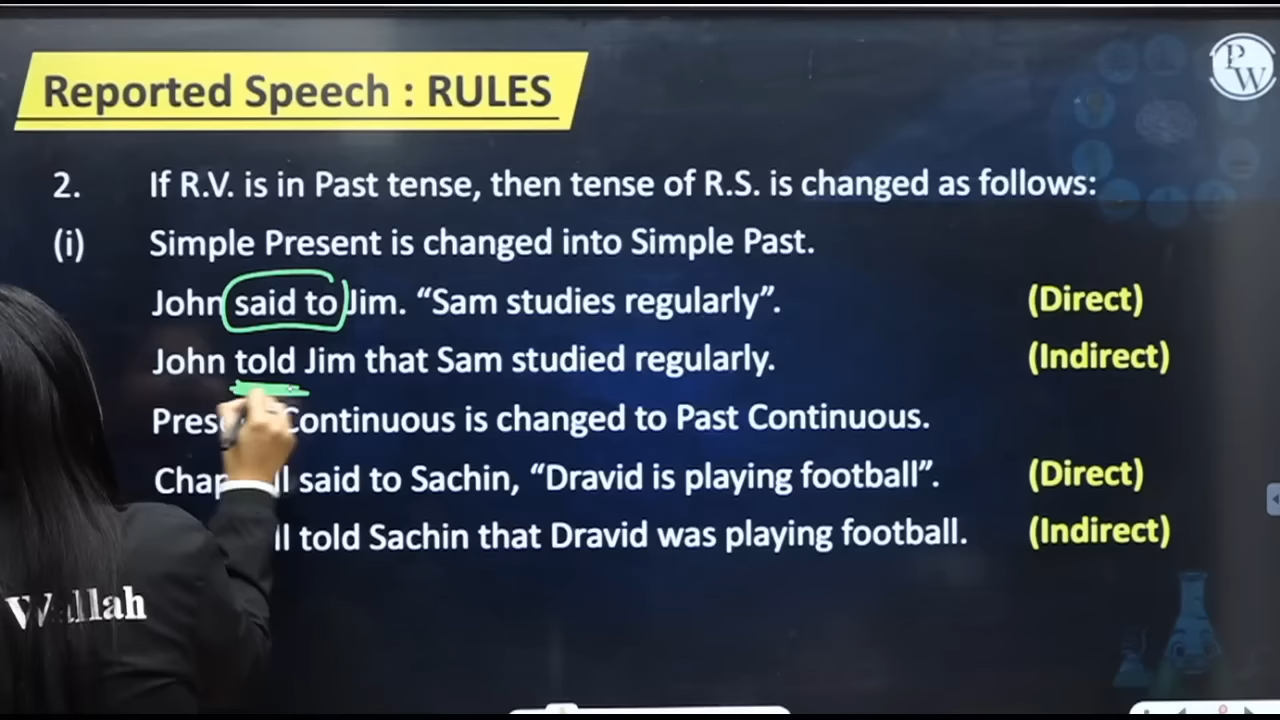 Reported Speech : RULES
PW
2. If R.V. is in Past tense, then tense of R.S. is changed as follows:
(i) Simple Present is changed into Simple Past.
John said to Jim. “Sam studies regularly”. (Direct)
John told Jim that Sam studied regularly. (Indirect)
Continuous is changed to Past Continuous.
said to Sachin, “Dravid is playing football”. (Direct)
told Sachin that Dravid was playing football. (Indirect)
Wallah